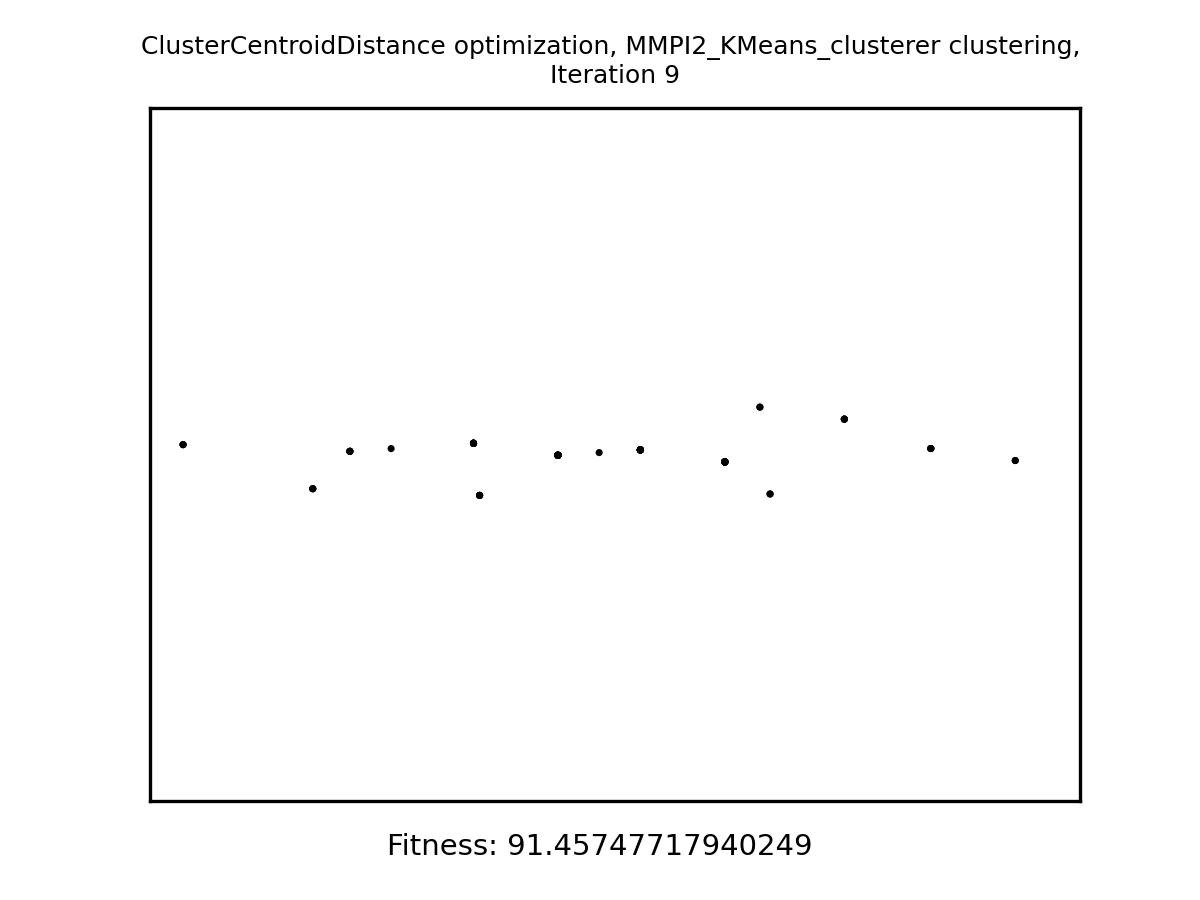 ClusterCentroidDistance optimization, MMPI2_KMeans_clusterer clustering,
Iteration 9
Fitness: 91.45747717940249